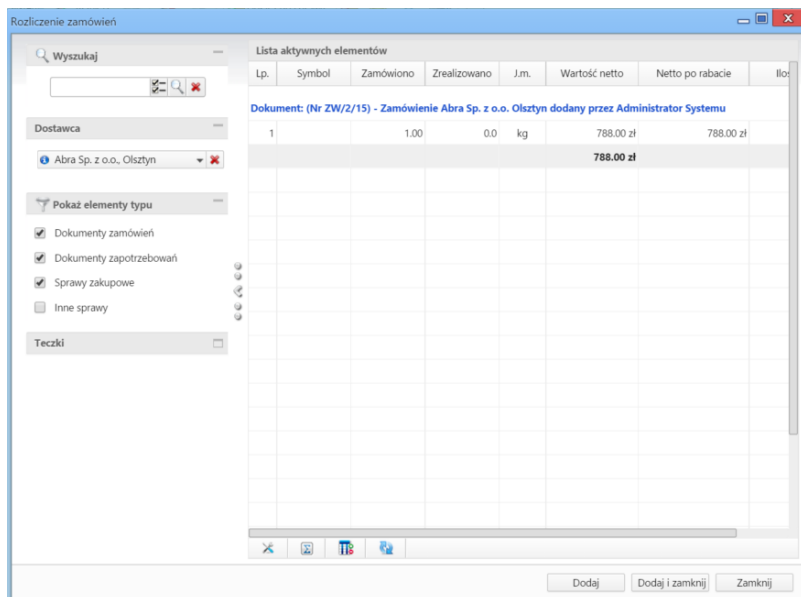 Rozliczenie zamówień
Wyszukaj
Dostawca
Abra Sp. z o.o., Olsztyn
Pokaż elementy typu
Dokumenty zamówień
Dokumenty zapotrzebowań
Sprawy zakupowe
Inne sprawy
Teczki
Lista aktywnych elementów
Lp. Symbol Zamówiono Zrealizowano J.m. Wartość netto Netto po rabacie Iloś
Dokument: (Nr ZW/2/15) - Zamówienie Abra Sp. z o.o. Olsztyn dodany przez Administrator Systemu
1 1.00 0.0 kg 788.00 zł 788.00 zł
788.00 zł
Dodaj Dodaj i zamknij Zamknij